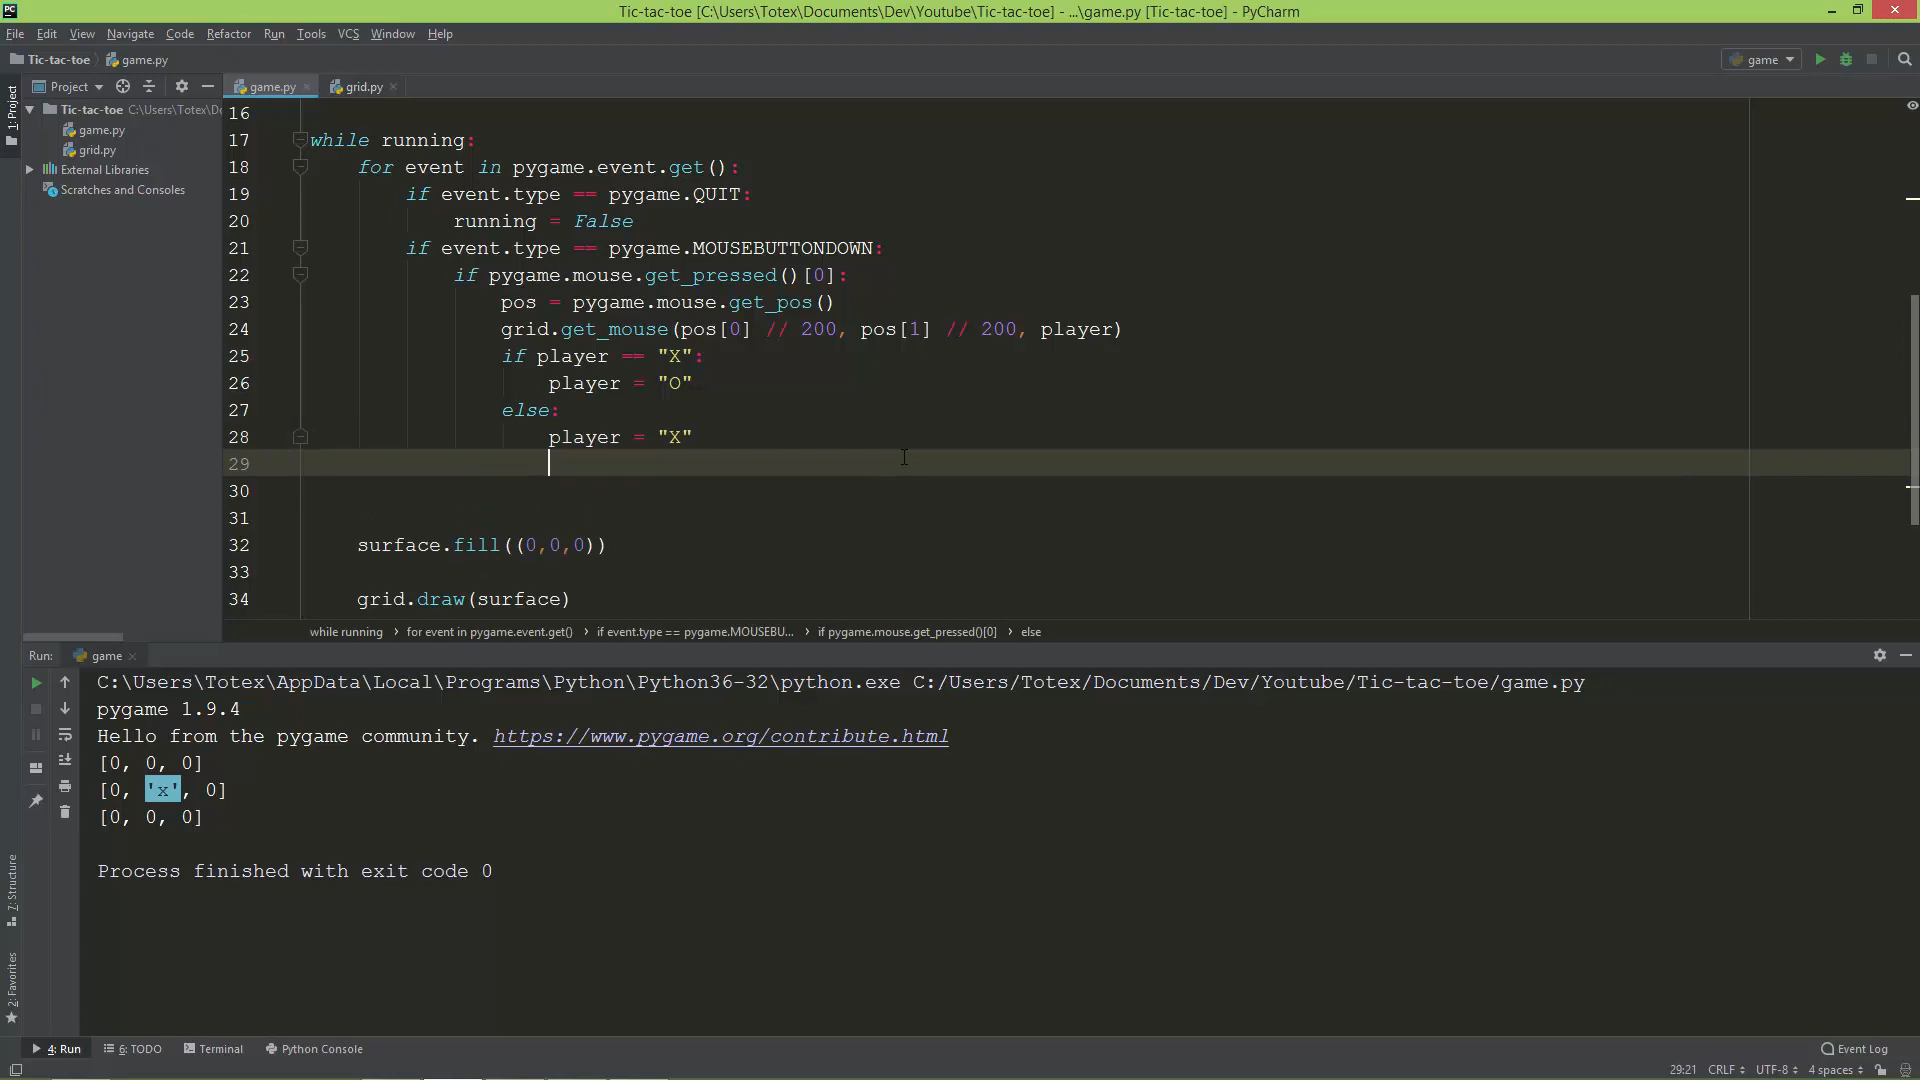 PC
Tic-tac-toe [C:\Users\Totex\Documents\Dev\Youtube\Tic-tac-toe] - ...\game.py [Tic-tac-toe] - PyCharm
File Edit View Navigate Code Refactor Run Tools VCS Window Help
Tic-tac-toe game.py game
1: Project
Project game.py grid.py
Tic-tac-toe C:\Users\Totex\Do
game.py
grid.py
External Libraries
Scratches and Consoles
16
17 while running:
18 for event in pygame.event.get():
19 if event.type == pygame.QUIT:
20 running = False
21 if event.type == pygame.MOUSEBUTTONDOWN:
22 if pygame.mouse.get_pressed()[0]:
23 pos = pygame.mouse.get_pos()
24 grid.get_mouse(pos[0] // 200, pos[1] // 200, player)
25 if player == "X":
26 player = "O"
27 else:
28 player = "X"
29
30
31
32 surface.fill((0,0,0))
33
34 grid.draw(surface)
while running › for event in pygame.event.get() › if event.type == pygame.MOUSEBU... › if pygame.mouse.get_pressed()[0] › else
Run: game
C:\Users\Totex\AppData\Local\Programs\Python\Python36-32\python.exe C:/Users/Totex/Documents/Dev/Youtube/Tic-tac-toe/game.py
pygame 1.9.4
Hello from the pygame community. https://www.pygame.org/contribute.html
[0, 0, 0]
[0, 'x', 0]
[0, 0, 0]
Process finished with exit code 0
7: Structure
2: Favorites
4: Run 6: TODO Terminal Python Console Event Log
29:21 CRLF UTF-8 4 spaces